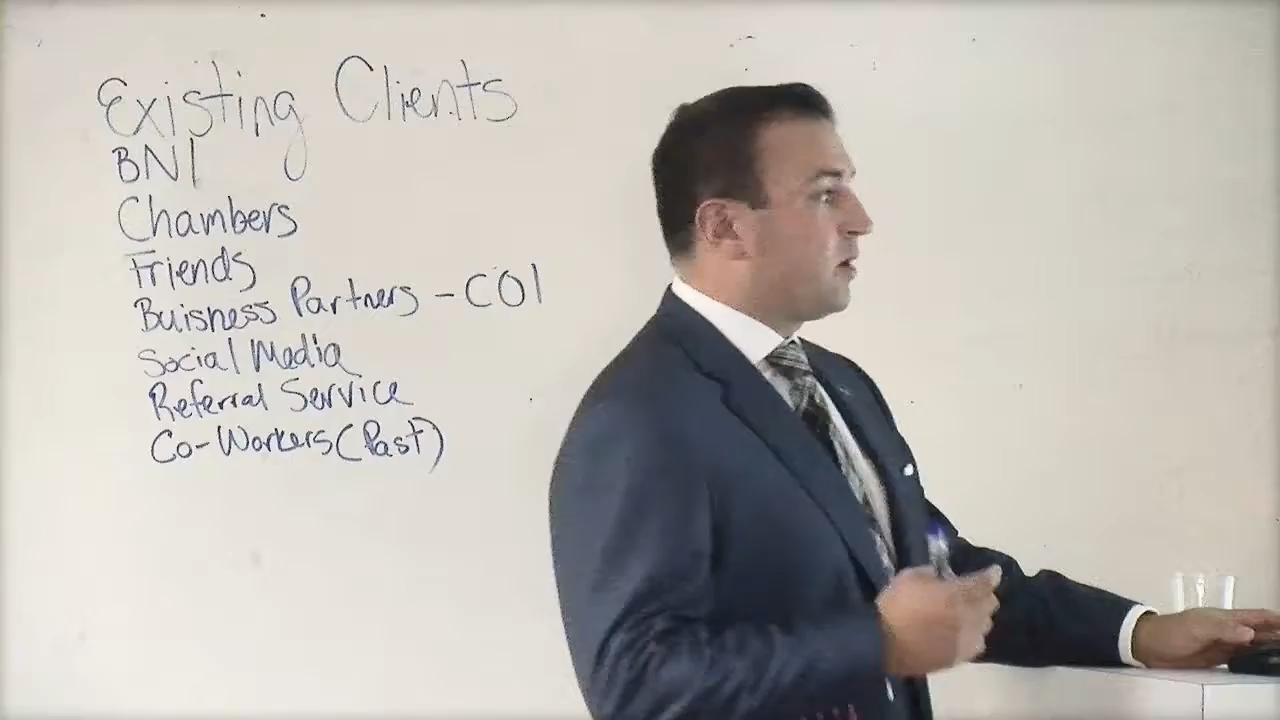 Existing Clients
BNI
Chambers
Friends
Buisness Partners - COI
Social Media
Referral Service
Co-Workers (Past)